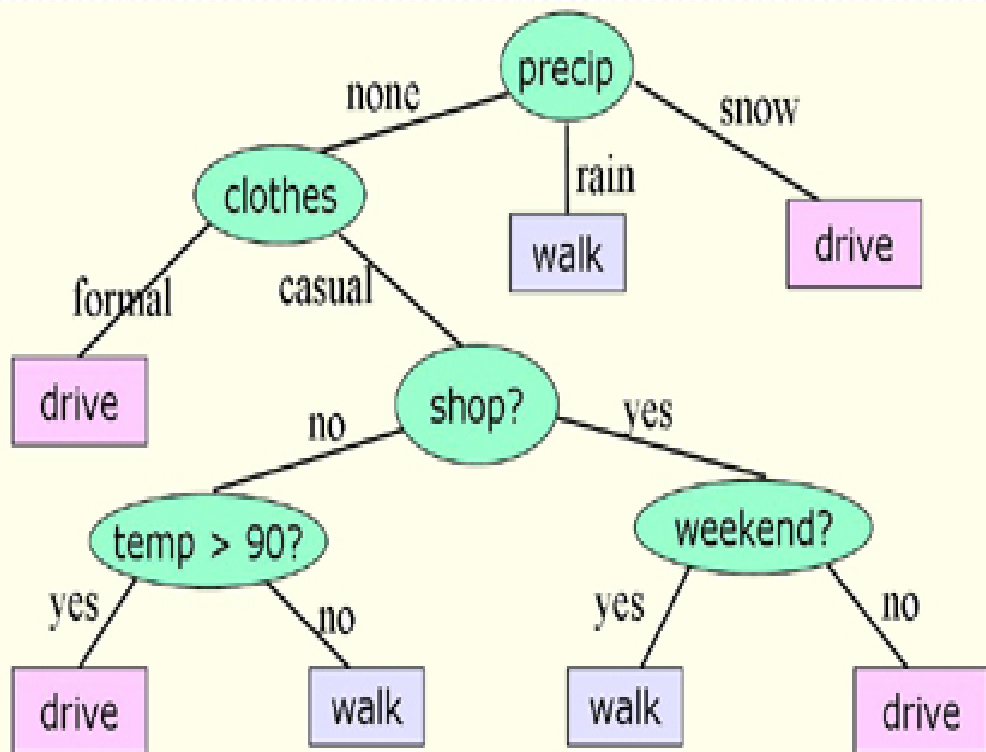 precip
none
snow
clothes
rain
walk
drive
formal
casual
drive
shop?
no
yes
temp > 90?
weekend?
yes
no
yes
no
drive
walk
walk
drive